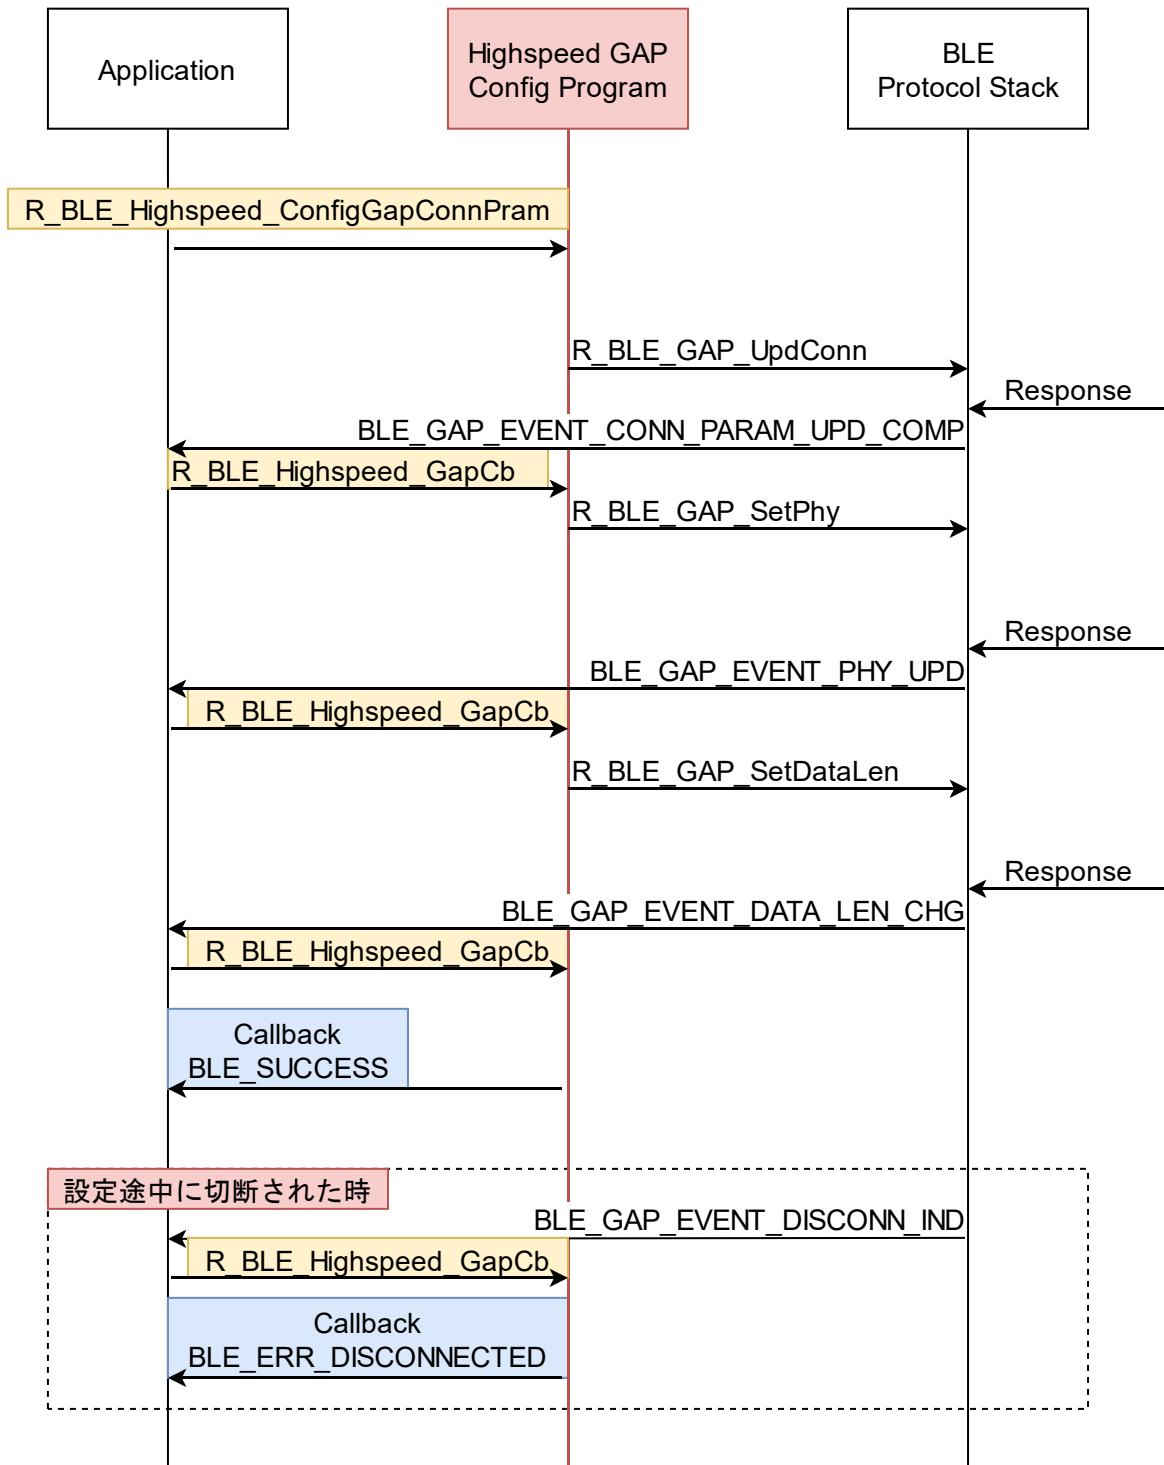 Application
Highspeed GAP
Config Program
BLE
Protocol Stack
R_BLE_Highspeed_ConfigGapConnPram
R_BLE_GAP_UpdConn
Response
BLE_GAP_EVENT_CONN_PARAM_UPD_COMP
R_BLE_Highspeed_GapCb
R_BLE_GAP_SetPhy
Response
BLE_GAP_EVENT_PHY_UPD
R_BLE_Highspeed_GapCb
R_BLE_GAP_SetDataLen
Response
BLE_GAP_EVENT_DATA_LEN_CHG
R_BLE_Highspeed_GapCb
Callback
BLE_SUCCESS
設定途中に切断された時
BLE_GAP_EVENT_DISCONN_IND
R_BLE_Highspeed_GapCb
Callback
BLE_ERR_DISCONNECTED